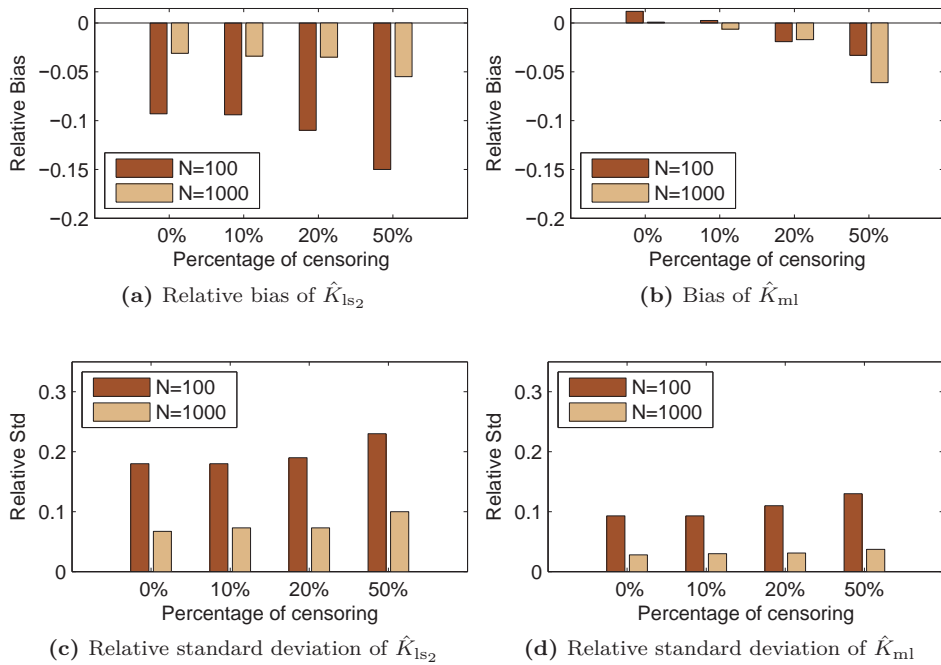 0
−0.05
−0.1
−0.15
−0.2
Relative Bias
N=100
N=1000
0% 10% 20% 50%
Percentage of censoring
(a) Relative bias of K̂ls₂
0
−0.05
−0.1
−0.15
−0.2
Relative Bias
N=100
N=1000
0% 10% 20% 50%
Percentage of censoring
(b) Bias of K̂ml
0.3
0.2
0.1
0
Relative Std
N=100
N=1000
0% 10% 20% 50%
Percentage of censoring
(c) Relative standard deviation of K̂ls₂
0.3
0.2
0.1
0
Relative Std
N=100
N=1000
0% 10% 20% 50%
Percentage of censoring
(d) Relative standard deviation of K̂ml